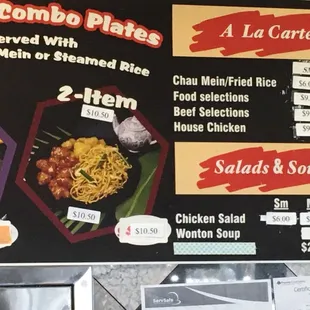 Combo Plates
A La Carte
erved With
Mein or Steamed Rice
2-Item
$10.50
Chau Mein/Fried Rice
Food selections
Beef Selections
House Chicken
$10.50
$10.50
Salads & Sou
Sm
Chicken Salad
$6.00
Wonton Soup